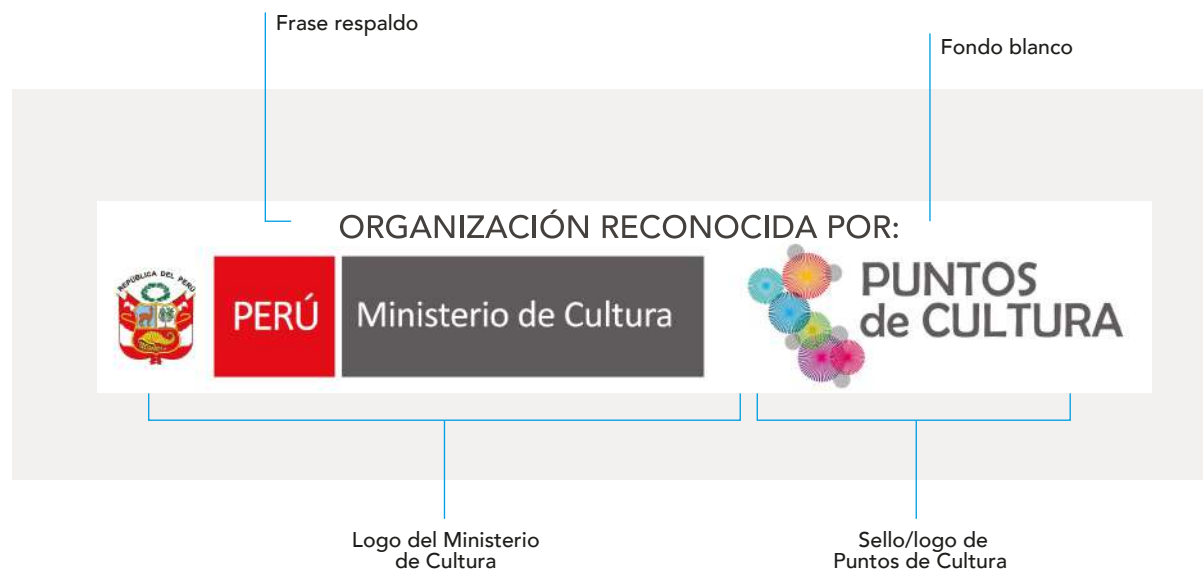 Frase respaldo
Fondo blanco
ORGANIZACIÓN RECONOCIDA POR:
REPÚBLICA DEL PERÚ
PERÚ
Ministerio de Cultura
PUNTOS
de CULTURA
Logo del Ministerio
de Cultura
Sello/logo de
Puntos de Cultura